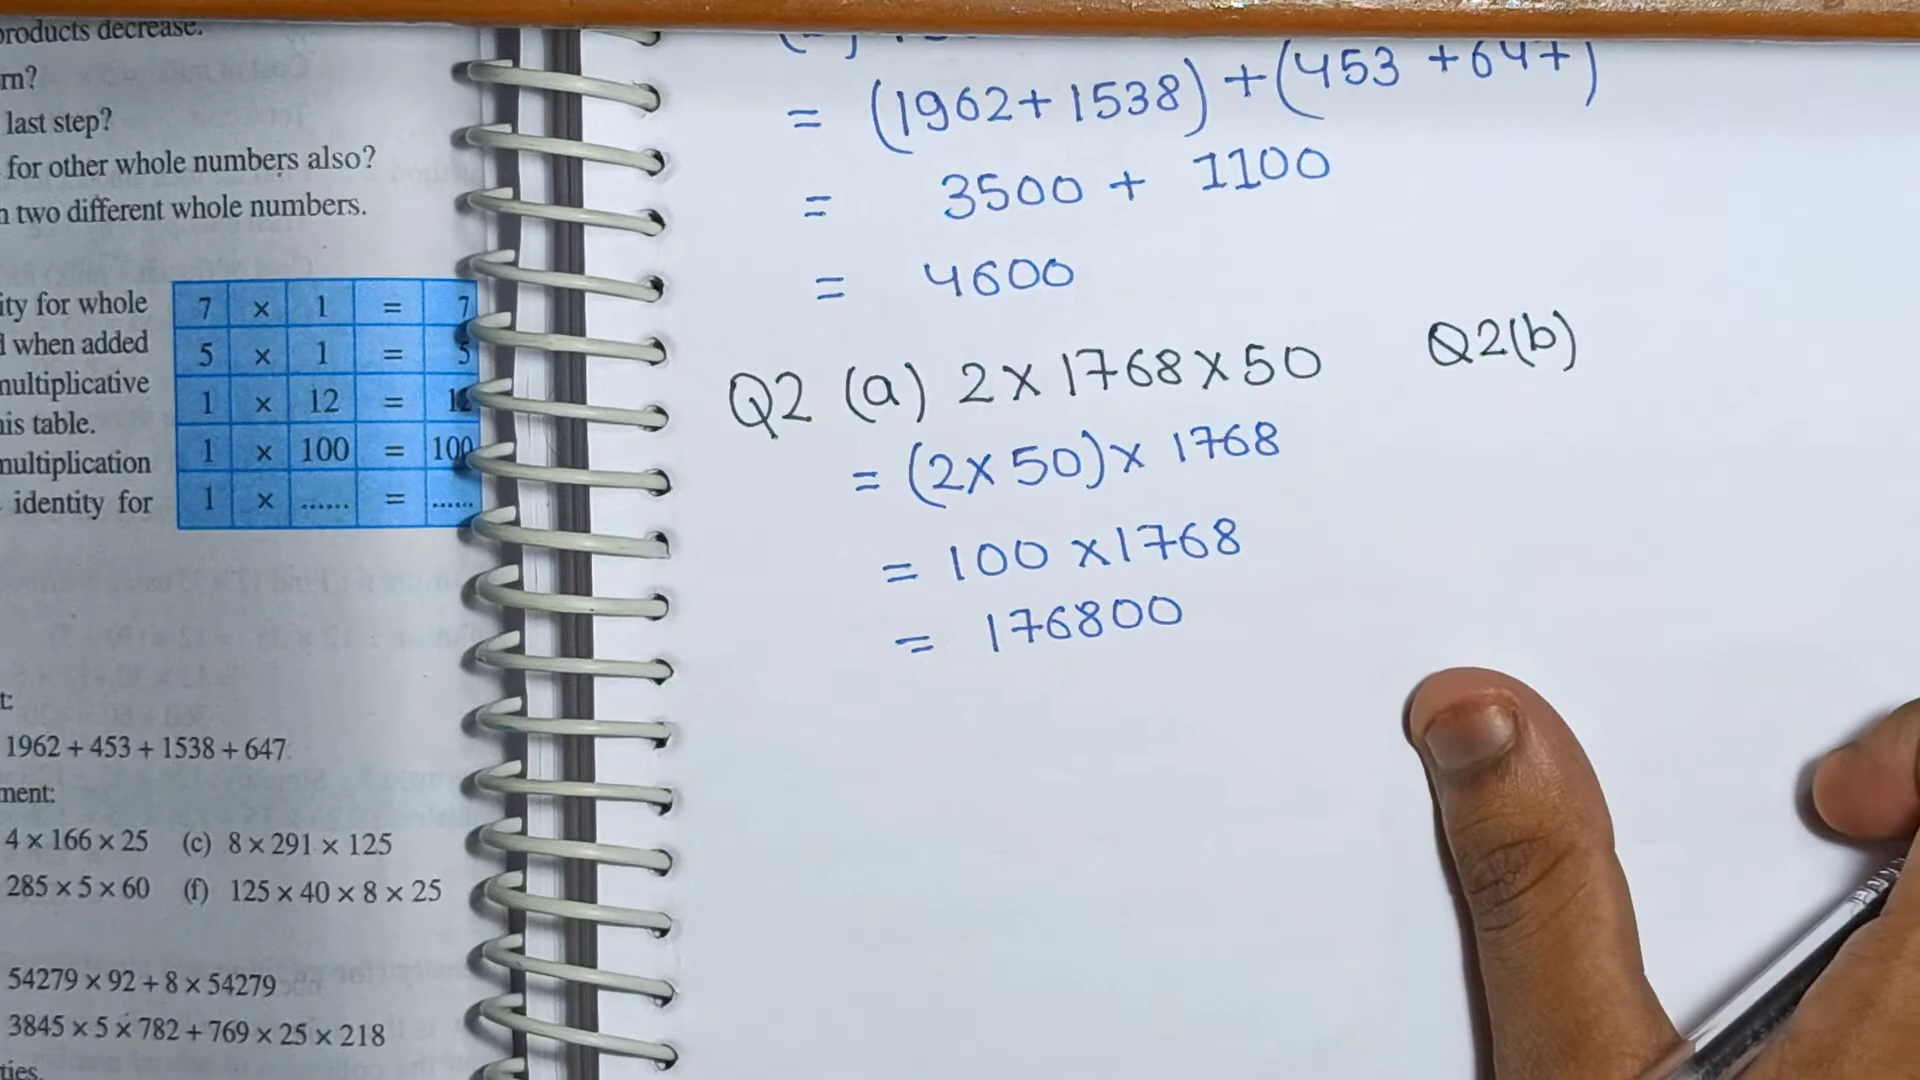 products decrease.
m?
last step?
for other whole numbers also?
two different whole numbers.
ity for whole
when added
multiplicative
his table.
multiplication
identity for
7 × 1 = 7
5 × 1 = 5
1 × 12 = 12
1 × 100 = 100
1 × ...... = ......
t:
1962 + 453 + 1538 + 647
ment:
4 × 166 × 25 (c) 8 × 291 × 125
285 × 5 × 60 (f) 125 × 40 × 8 × 25
54279 × 92 + 8 × 54279
3845 × 5 × 782 + 769 × 25 × 218
ties.
= (1962+1538)+(453+647)
= 3500 + 1100
= 4600
Q2 (a) 2×1768×50
= (2×50)×1768
= 100×1768
= 176800
Q2(b)